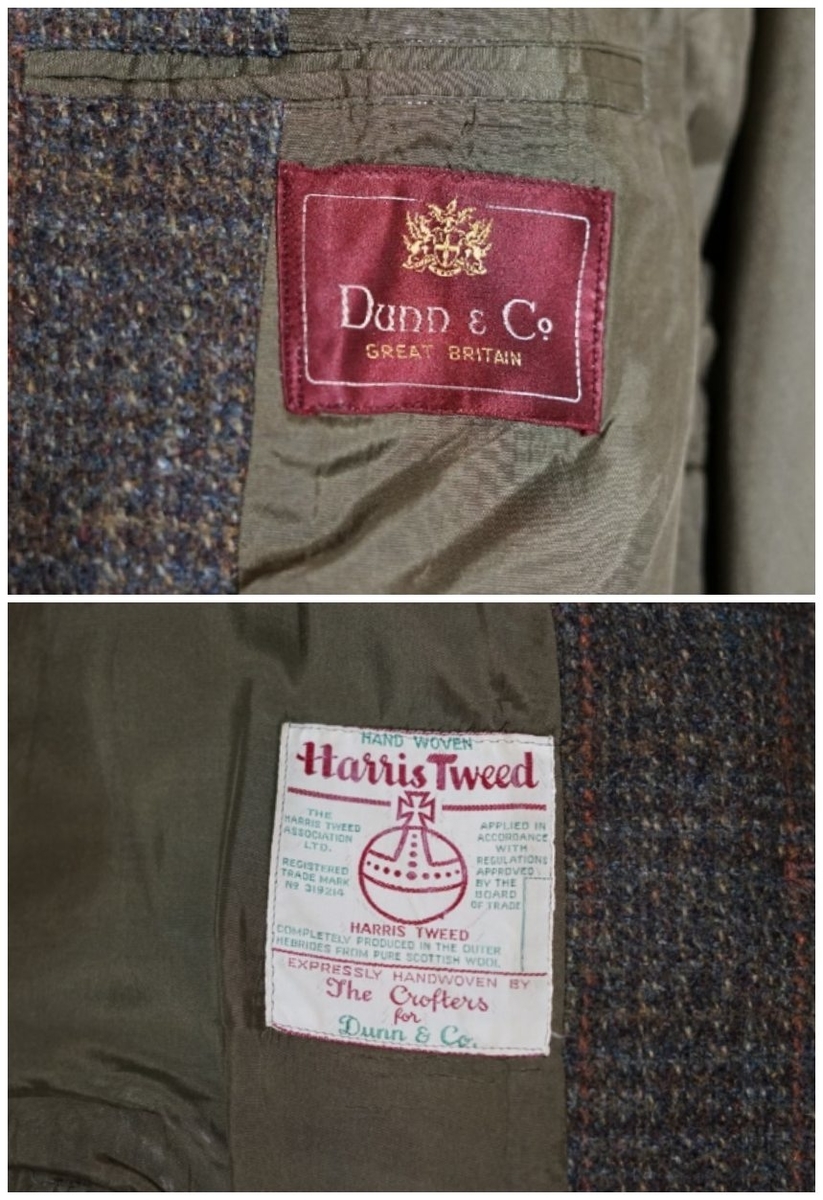 Dunn & Co
GREAT BRITAIN
HAND WOVEN
Harris Tweed
THE
HARRIS TWEED
ASSOCIATION
LTD.
REGISTERED
TRADE MARK
No 319214
APPLIED IN
ACCORDANCE
WITH
REGULATIONS
APPROVED
BY THE
BOARD
OF TRADE
HARRIS TWEED
COMPLETELY PRODUCED IN THE OUTER
HEBRIDES FROM PURE SCOTTISH WOOL
EXPRESSLY HANDWOVEN BY
The Crofters
for
Dunn & Co.